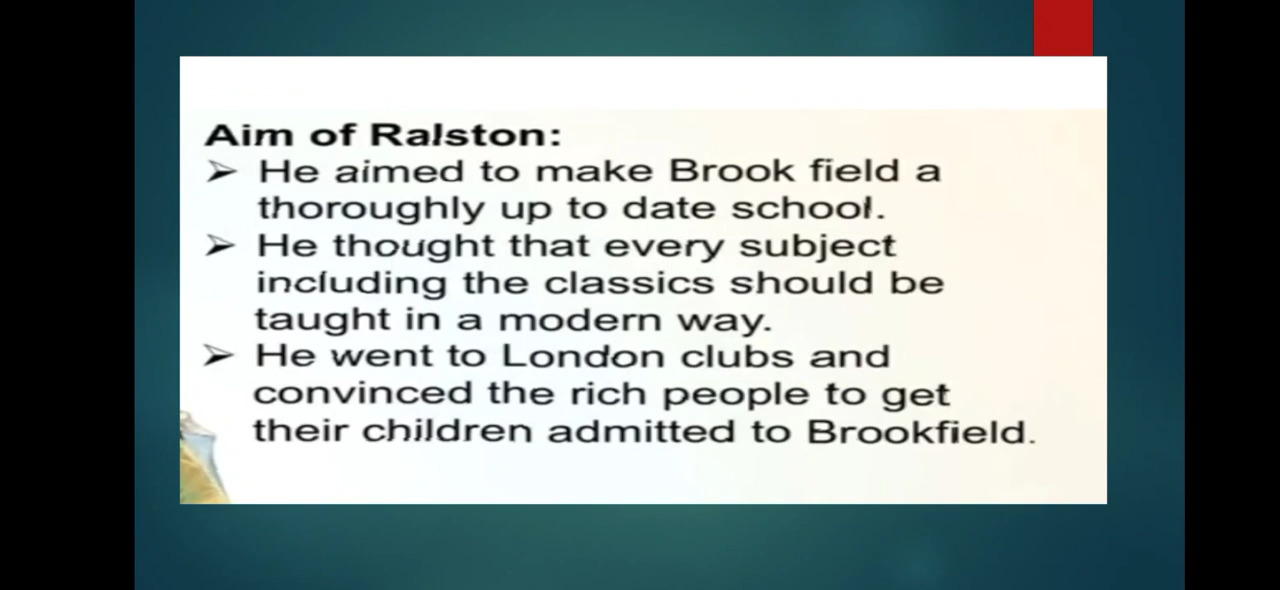 Aim of Ralston:
➢ He aimed to make Brook field a
thoroughly up to date school.
➢ He thought that every subject
including the classics should be
taught in a modern way.
➢ He went to London clubs and
convinced the rich people to get
their children admitted to Brookfield.